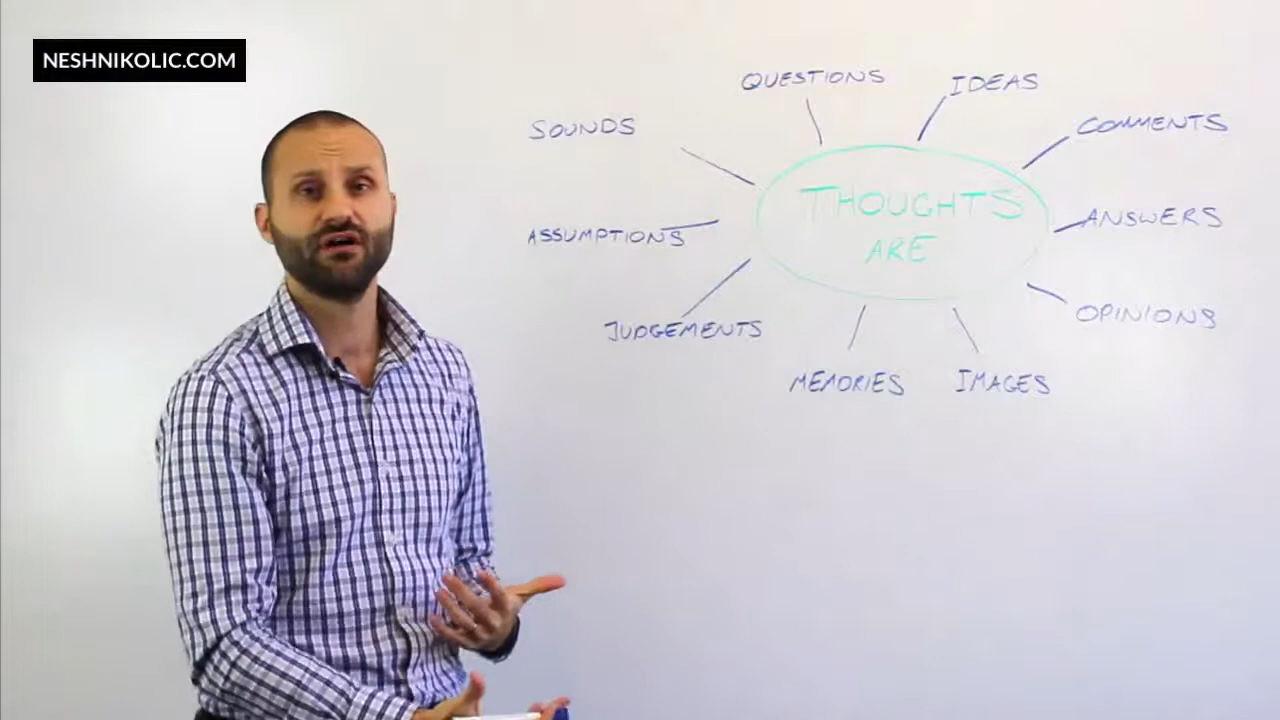 NESHNIKOLIC.COM
QUESTIONS
IDEAS
SOUNDS
COMMENTS
THOUGHTS
ARE
ASSUMPTIONS
ANSWERS
JUDGEMENTS
OPINIONS
MEMORIES
IMAGES